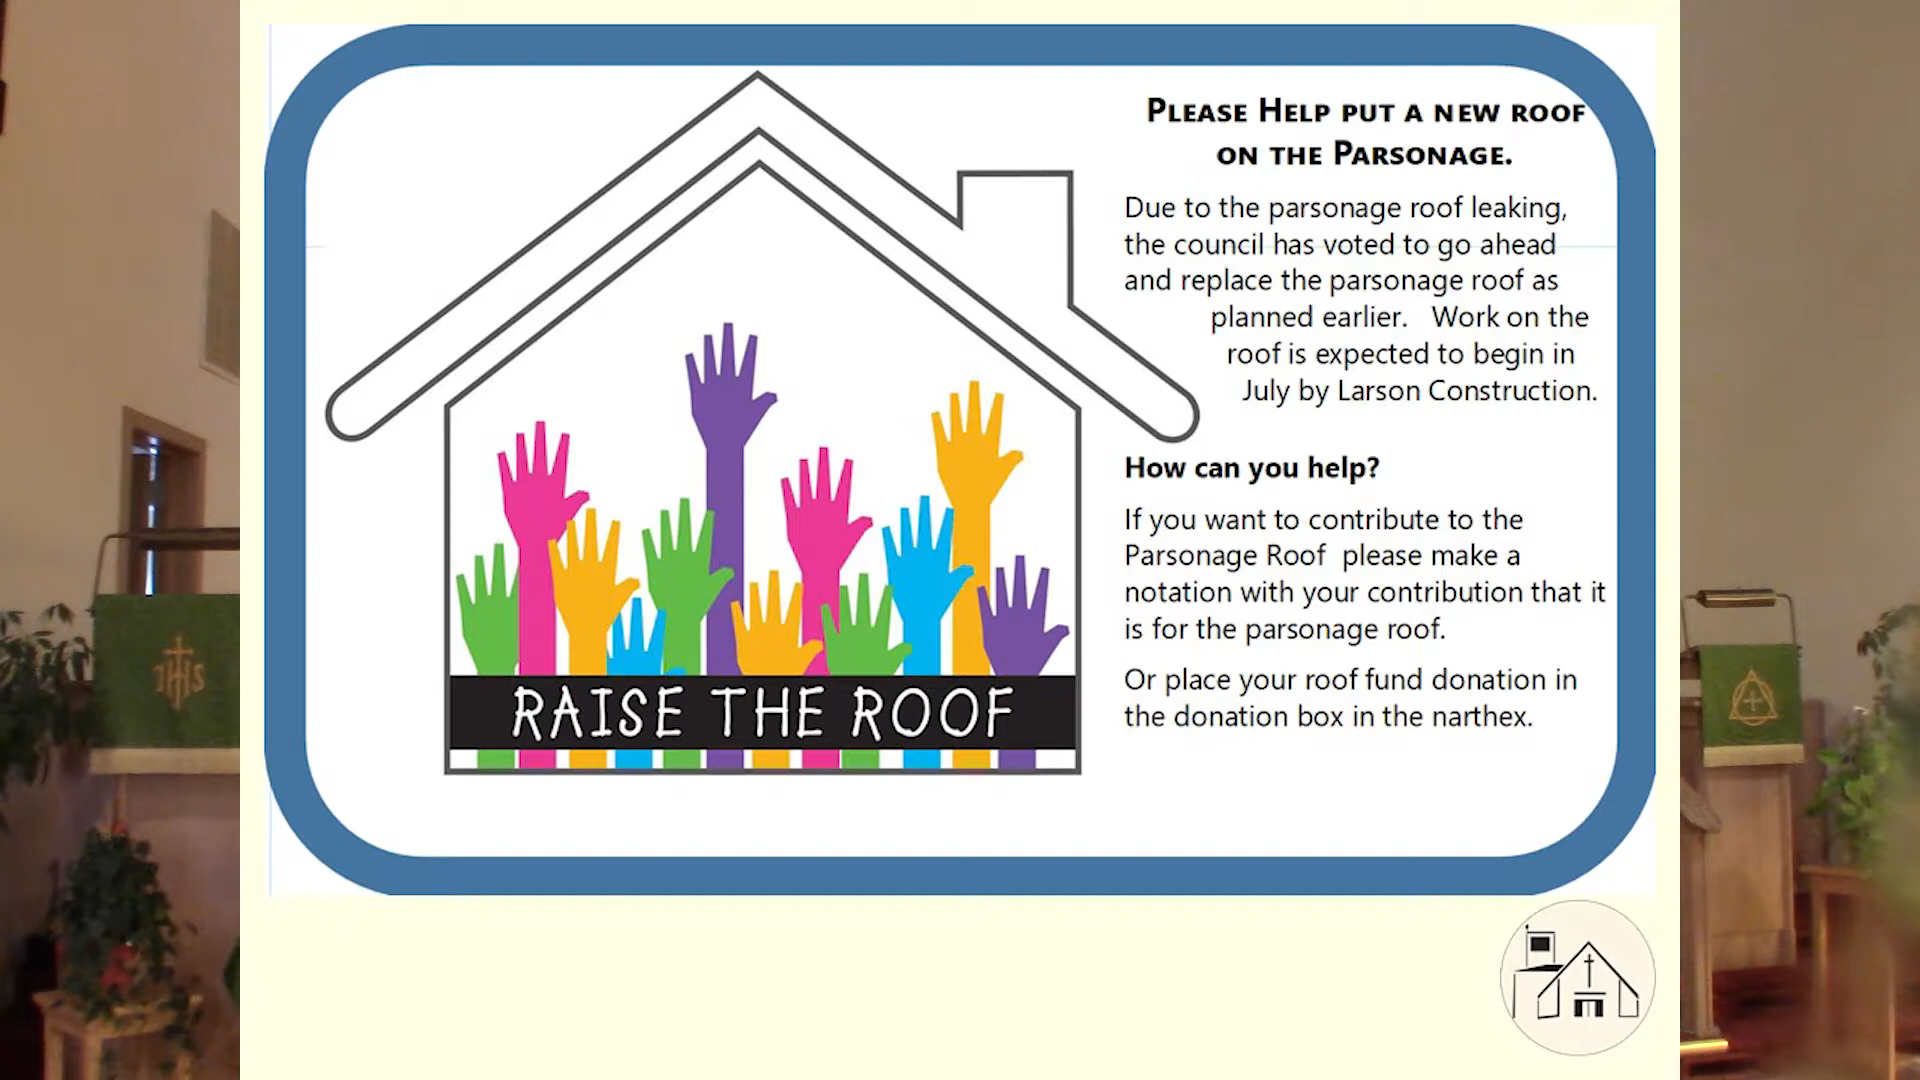 PLEASE HELP PUT A NEW ROOF
ON THE PARSONAGE.
Due to the parsonage roof leaking,
the council has voted to go ahead
and replace the parsonage roof as
planned earlier. Work on the
roof is expected to begin in
July by Larson Construction.
How can you help?
If you want to contribute to the
Parsonage Roof please make a
notation with your contribution that it
is for the parsonage roof.
Or place your roof fund donation in
the donation box in the narthex.
RAISE THE ROOF
IHS